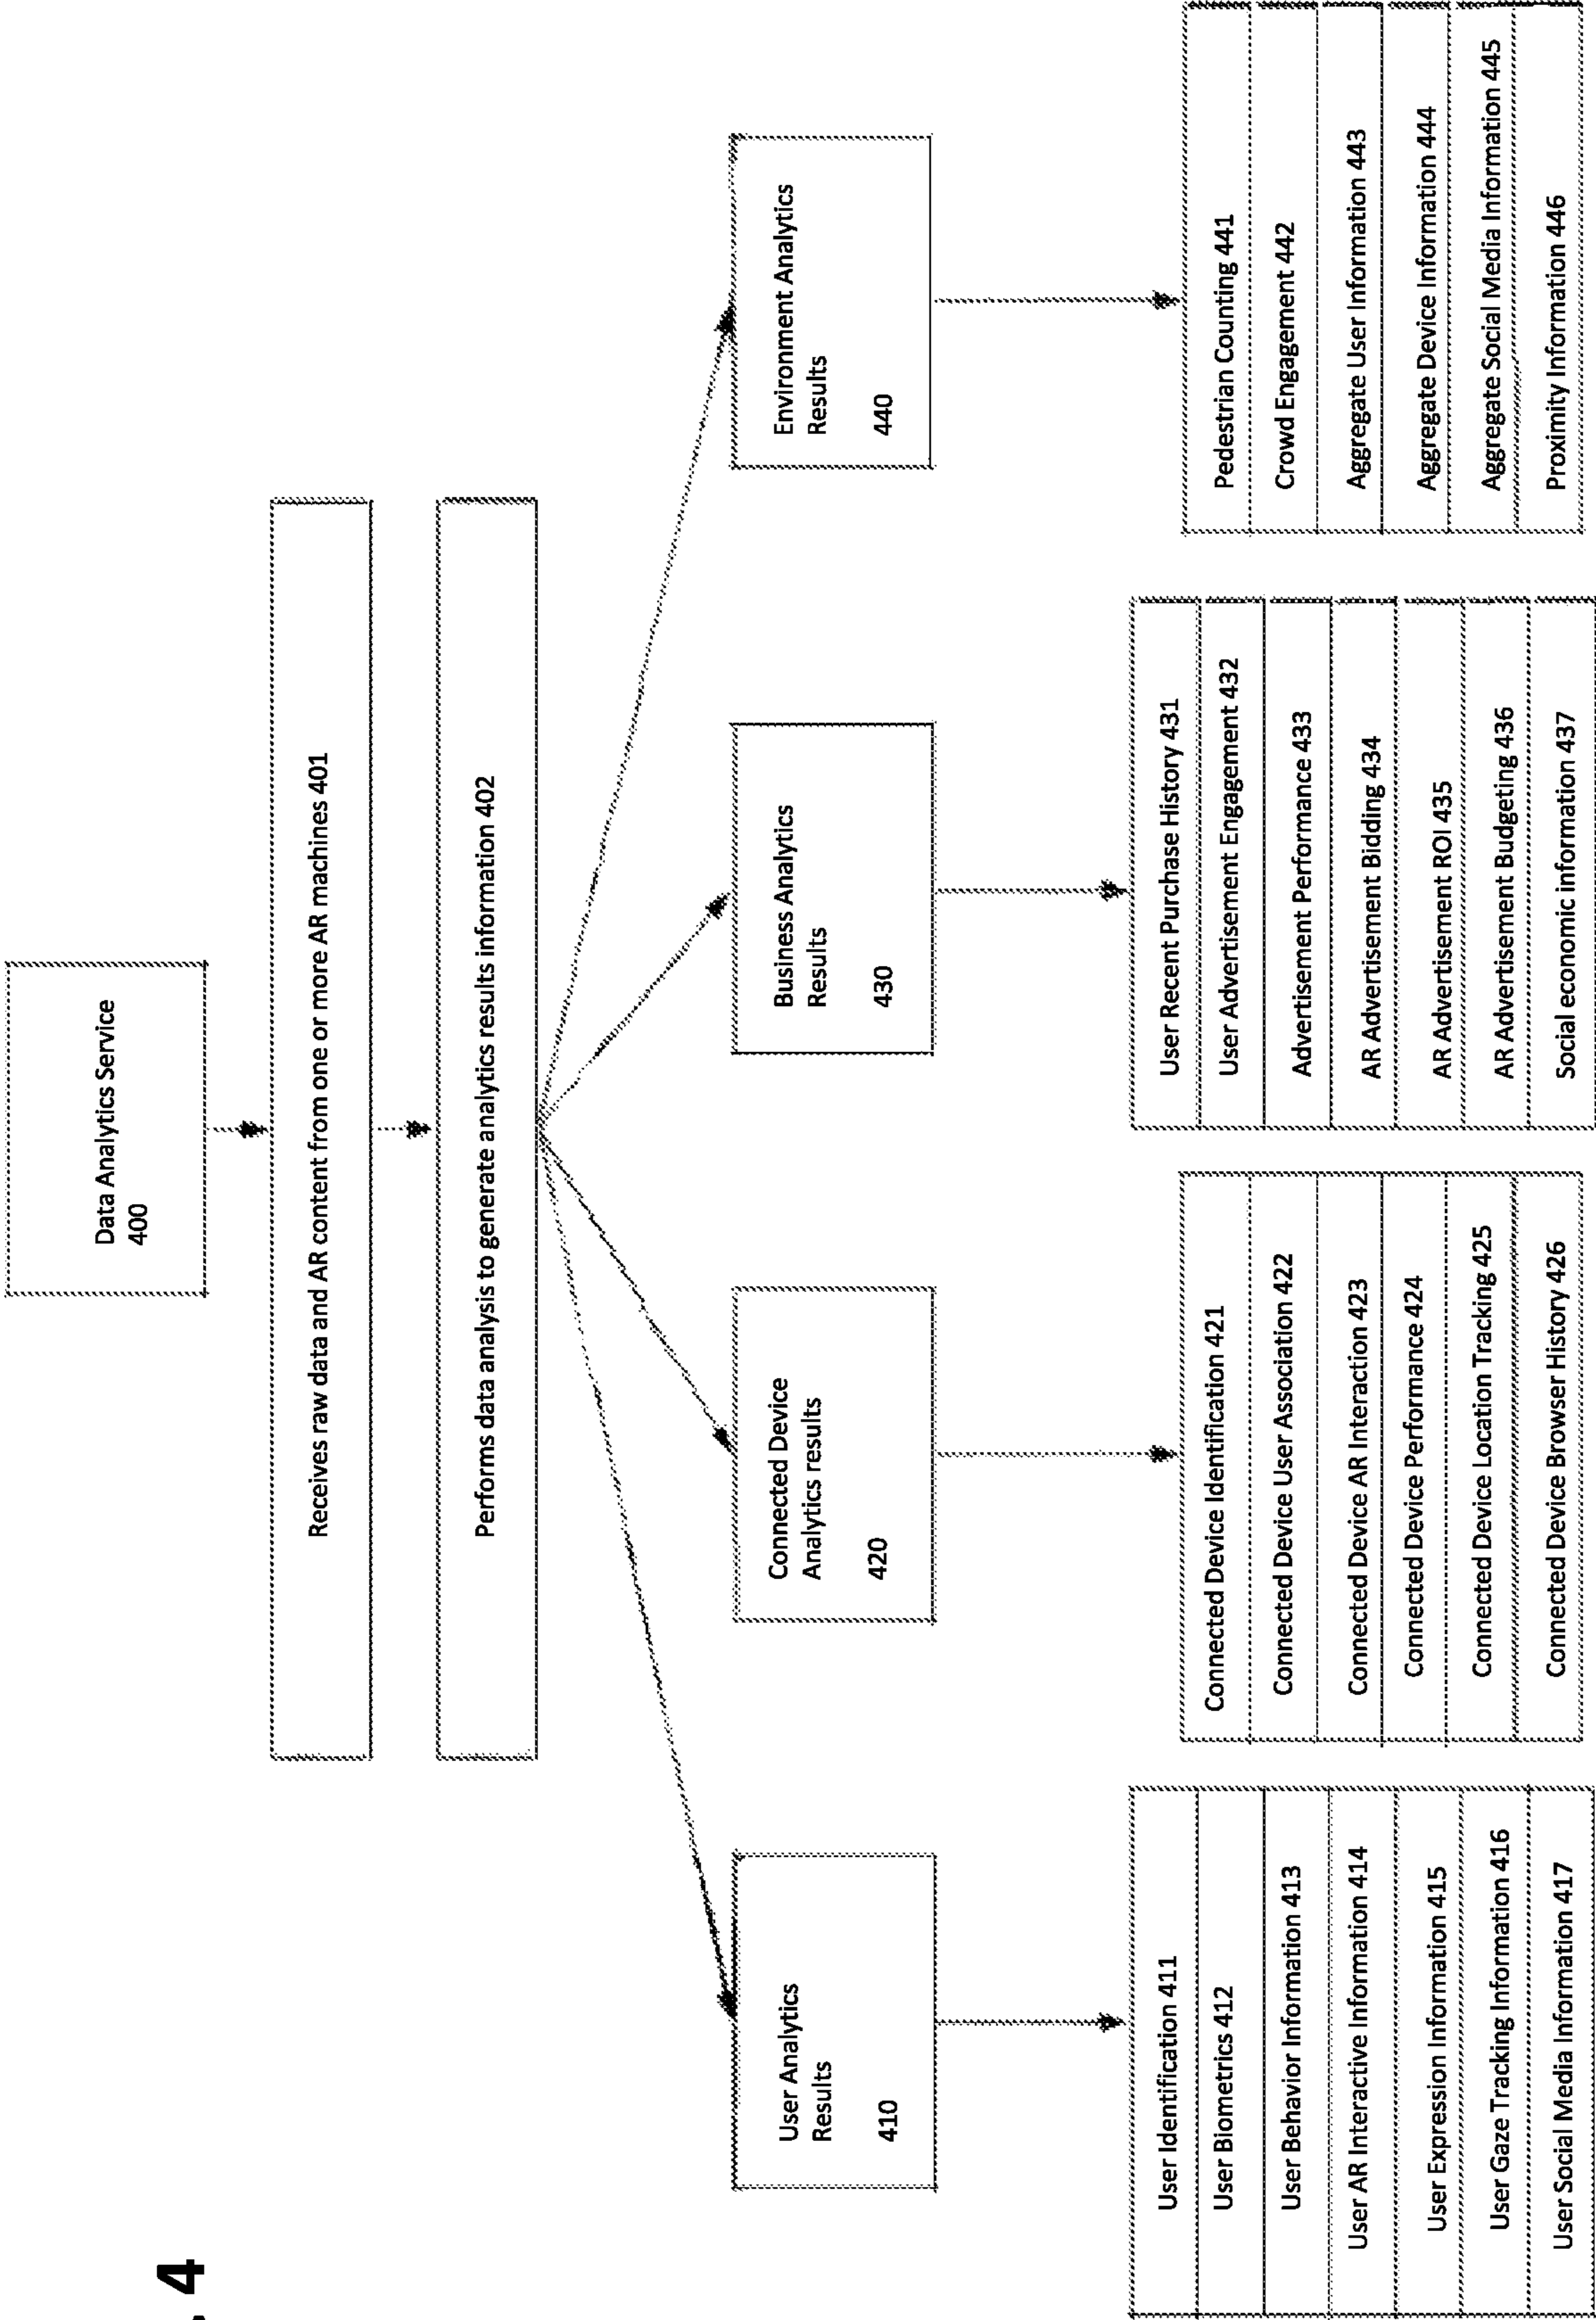 . 4
Data Analytics Service
400
Receives raw data and AR content from one or more AR machines 401
Performs data analysis to generate analytics results information 402
User Analytics
Results
410
Connected Device
Analytics results
420
Business Analytics
Results
430
Environment Analytics
Results
440
User Identification 411
User Biometrics 412
User Behavior Information 413
User AR Interactive Information 414
User Expression Information 415
User Gaze Tracking Information 416
User Social Media Information 417
Connected Device Identification 421
Connected Device User Association 422
Connected Device AR Interaction 423
Connected Device Performance 424
Connected Device Location Tracking 425
Connected Device Browser History 426
User Recent Purchase History 431
User Advertisement Engagement 432
Advertisement Performance 433
AR Advertisement Bidding 434
AR Advertisement ROI 435
AR Advertisement Budgeting 436
Social economic information 437
Pedestrian Counting 441
Crowd Engagement 442
Aggregate User Information 443
Aggregate Device Information 444
Aggregate Social Media Information 445
Proximity Information 446